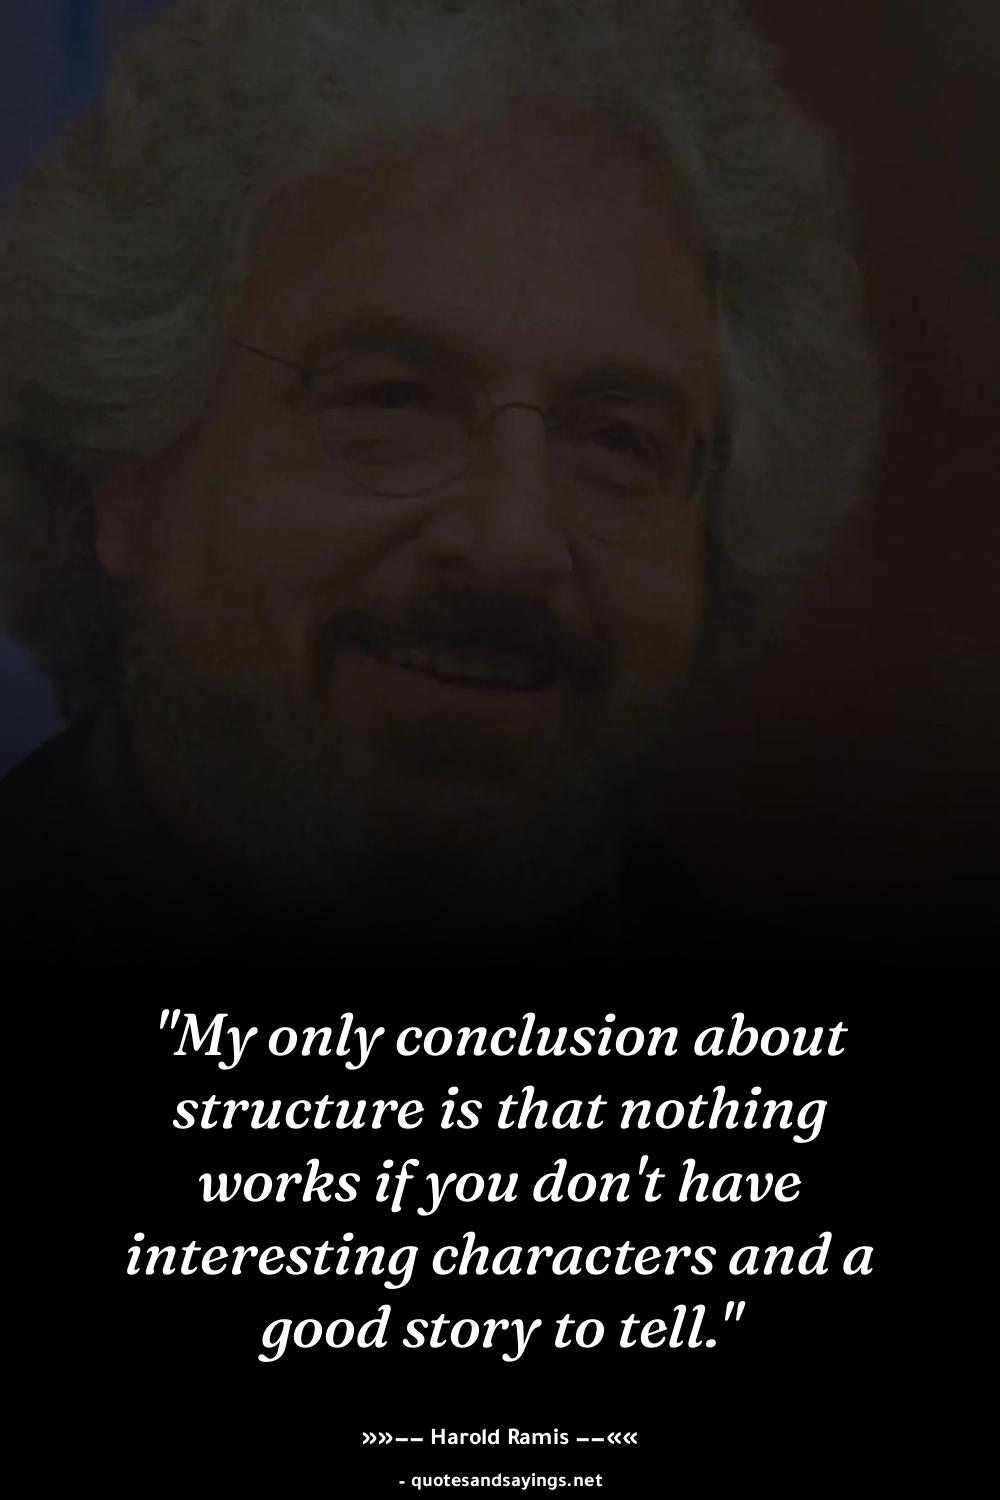 "My only conclusion about
structure is that nothing
works if you don't have
interesting characters and a
good story to tell."
»»−− Harold Ramis −−««
- quotesandsayings.net